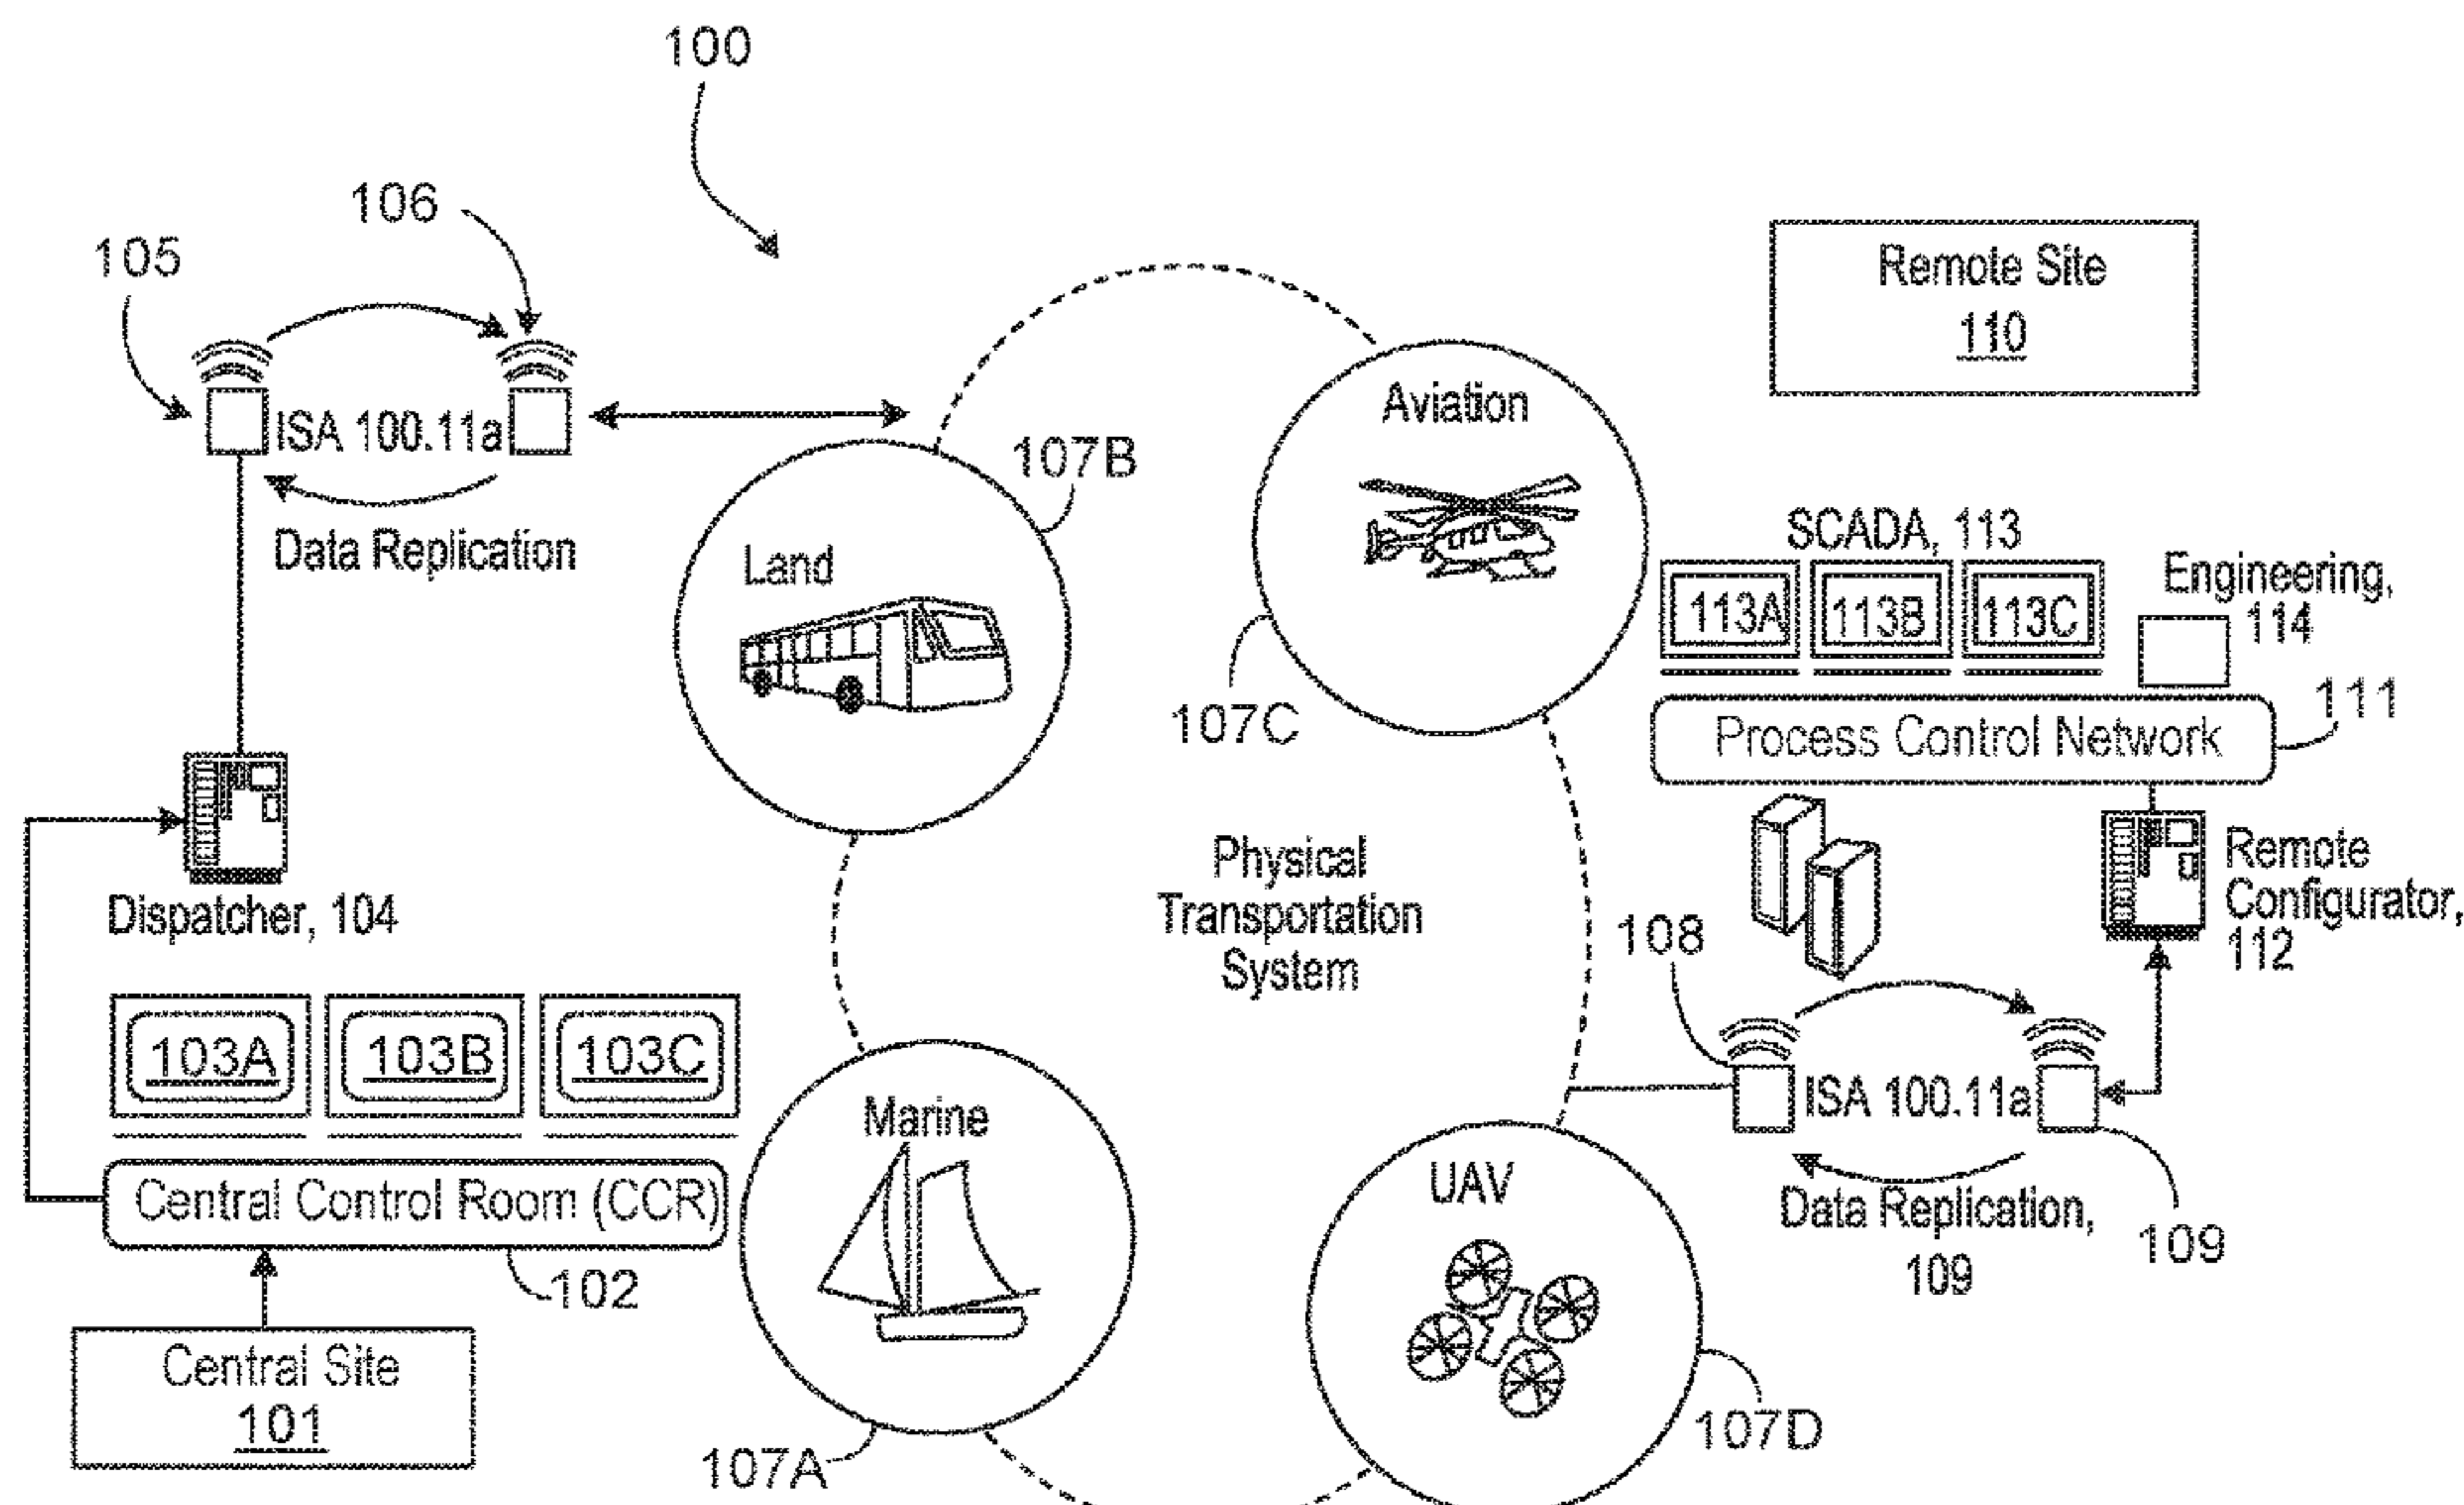 100
106
105
ISA 100.11a
Data Replication
107B
Land
Aviation
107C
Remote Site
110
SCADA, 113
113A
113B
113C
Engineering,
114
Process Control Network
111
Dispatcher, 104
Physical
Transportation
System
Remote
Configurator,
112
108
ISA 100.11a
Data Replication,
109
109
103A
103B
103C
Central Control Room (CCR)
102
Central Site
101
Marine
107A
UAV
107D